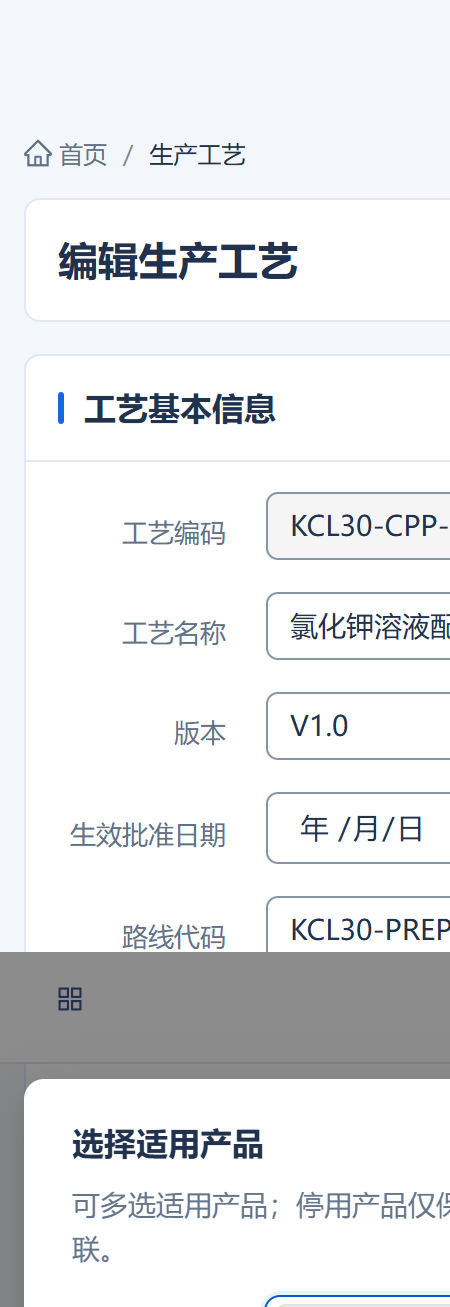 首页 / 生产工艺
编辑生产工艺
工艺基本信息
工艺编码 KCL30-CPP-
工艺名称 氯化钾溶液配
版本 V1.0
生效批准日期 年 /月/日
路线代码 KCL30-PREP
选择适用产品
可多选适用产品；停用产品仅保
联。